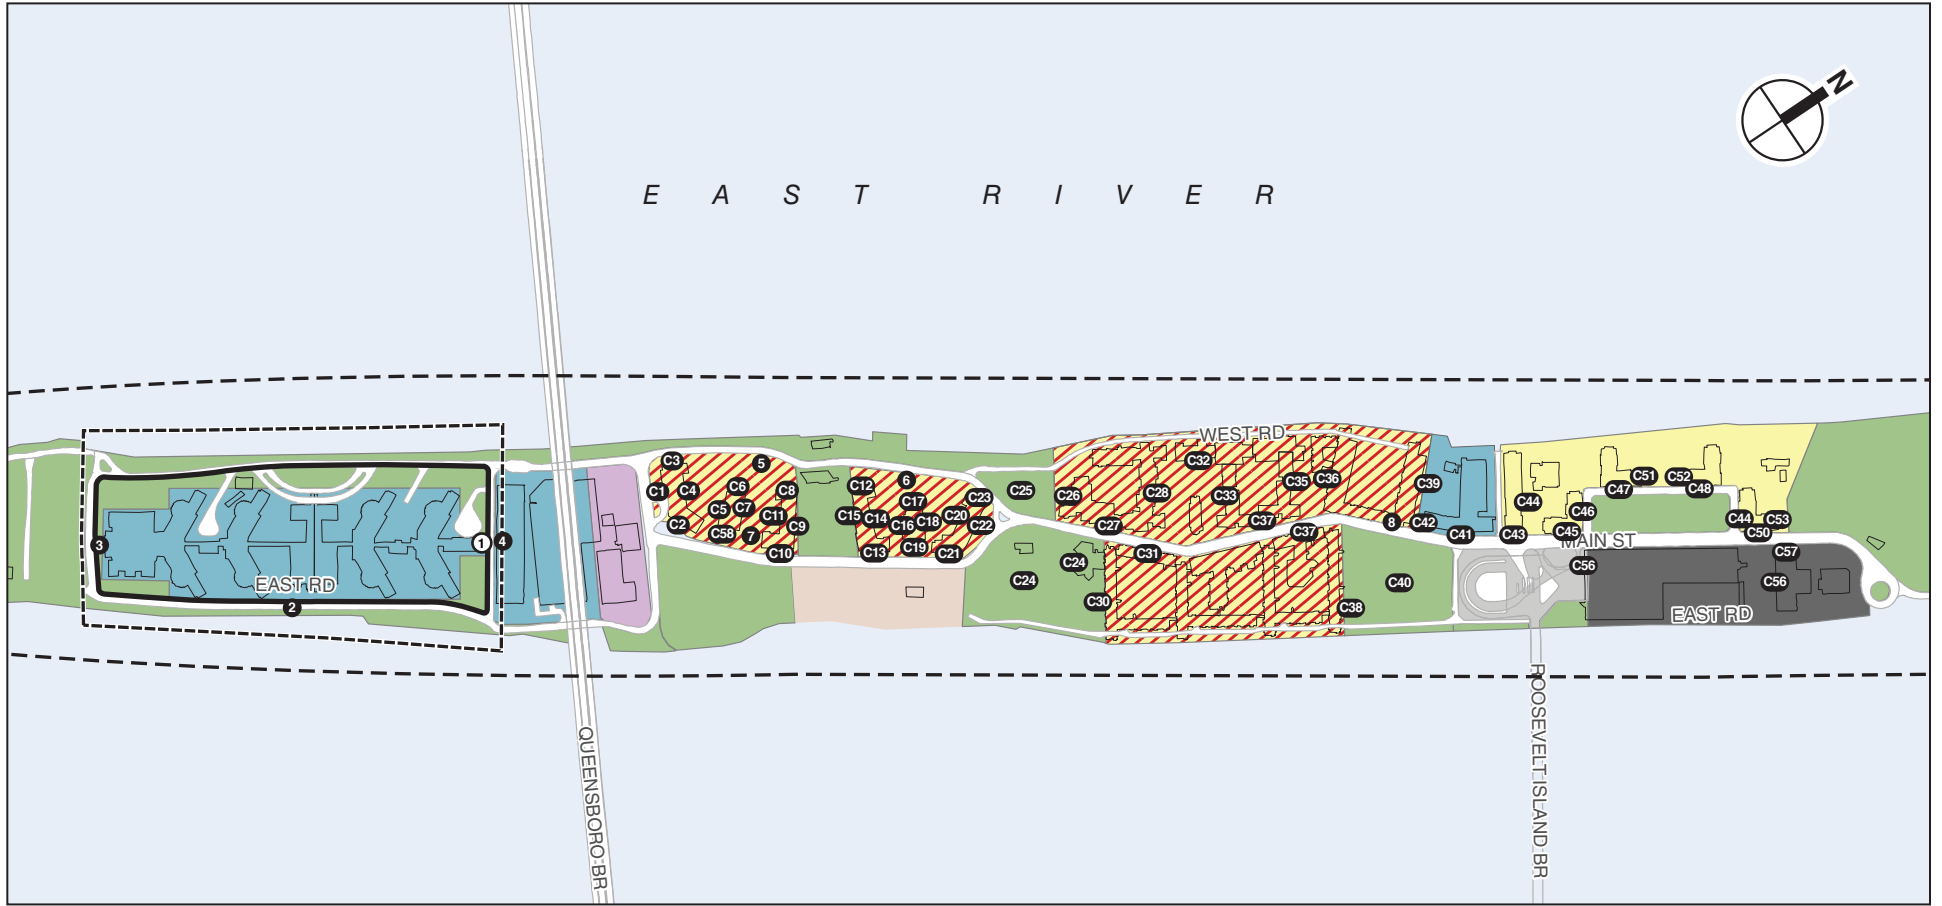 N
E A S T R I V E R
WEST RD
C3
5
C1
C4
C6
C8
C5
C7
C11
C2
C58
7
C9
C10
C12
6
C17
C23
C15
C14
C16
C18
C20
C22
C13
C19
C21
C25
C24
C24
C26
C28
C32
C33
C35
C36
C27
C37
C37
C31
C30
C38
8
C42
C39
C41
C40
C43
C44
C45
C46
C47
C51
C52
C48
C44
C53
C50
C57
C56
C56
MAIN ST
EAST RD
3
EAST RD
2
1
4
QUEENSBORO BR
ROOSEVELT ISLAND BR